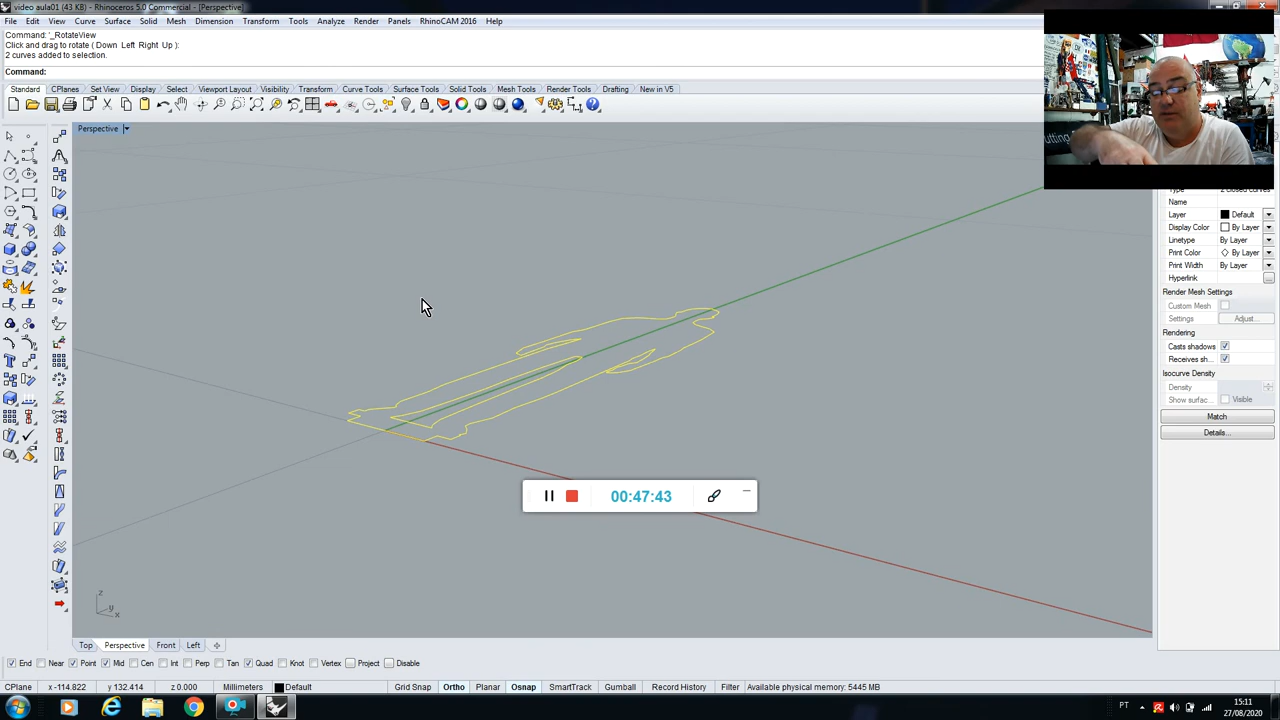 video aula01 (43 KB) - Rhinoceros 5.0 Commercial - [Perspective]
File Edit View Curve Surface Solid Mesh Dimension Transform Tools Analyze Render Panels RhinoCAM 2016 Help
Command: '_RotateView
Click and drag to rotate ( Down Left Right Up ):
2 curves added to selection.
Command:
Standard CPlanes Set View Display Select Viewport Layout Visibility Transform Curve Tools Surface Tools Solid Tools Mesh Tools Render Tools Drafting New in V5
Perspective
Name
Layer Default
Display Color By Layer
Linetype By Layer
Print Color By Layer
Print Width By Layer
Hyperlink ...
Render Mesh Settings
Custom Mesh
Settings Adjust...
Rendering
Casts shadows
Receives sh...
Isocurve Density
Density
Show surfac... Visible
Match
Details...
00:47:43
z
y
x
Top Perspective Front Left
End Near Point Mid Cen Int Perp Tan Quad Knot Vertex Project Disable
CPlane x -114.822 y 132.414 z 0.000 Millimeters Default Grid Snap Ortho Planar Osnap SmartTrack Gumball Record History Filter Available physical memory: 5445 MB
PT 15:11
27/08/2020